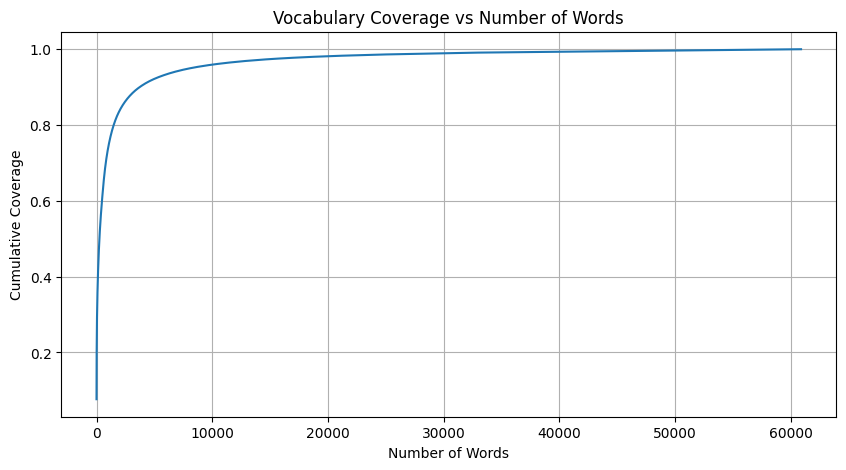 Vocabulary Coverage vs Number of Words
1.0
0.8
0.6
0.4
0.2
Cumulative Coverage
0 10000 20000 30000 40000 50000 60000
Number of Words